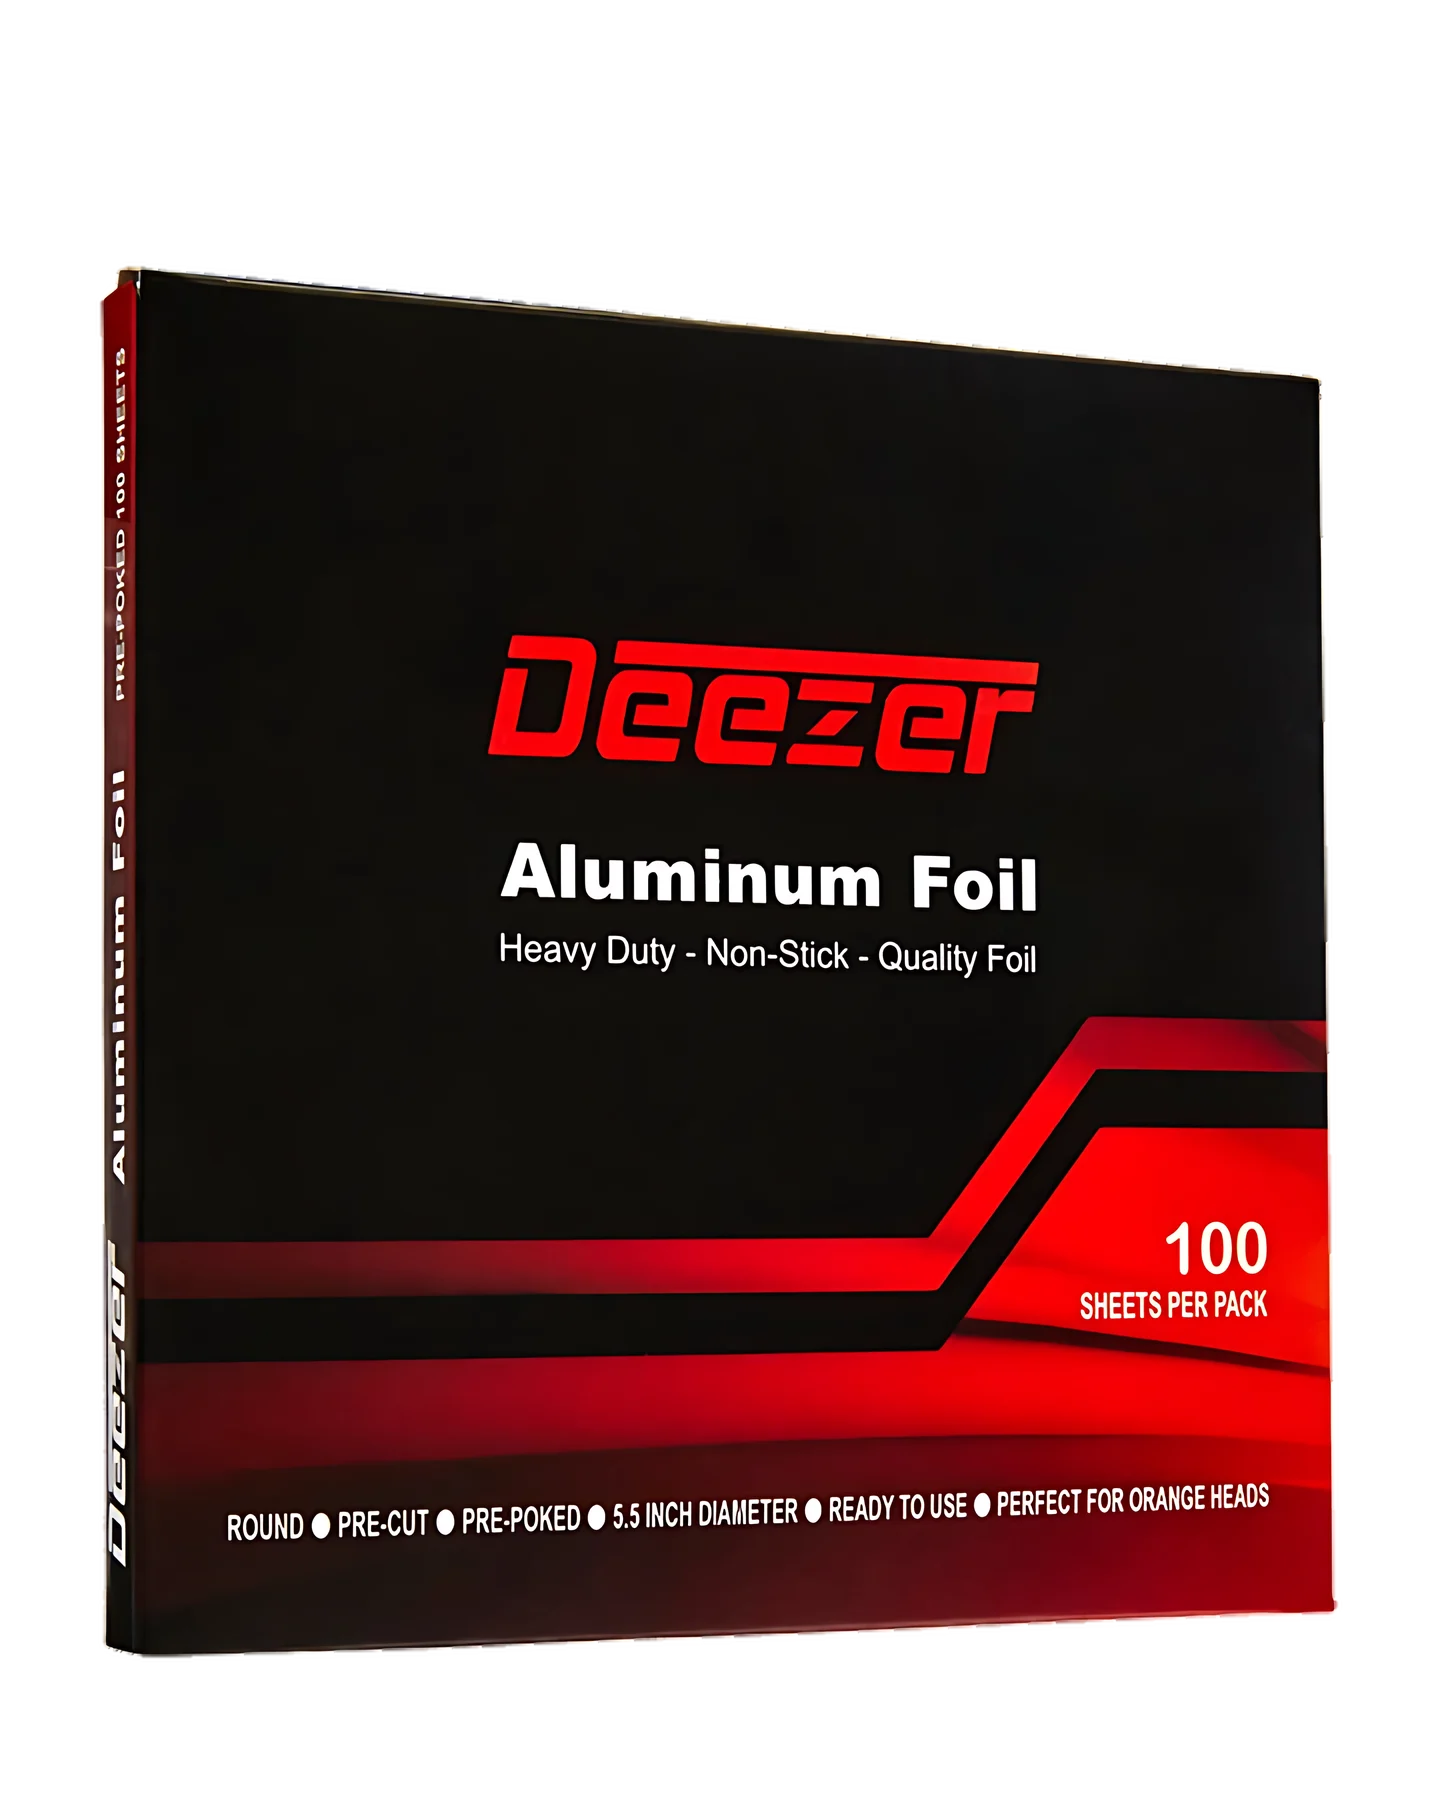 Deezer
Aluminum Foil
Heavy Duty - Non-Stick - Quality Foil
100
SHEETS PER PACK
ROUND ● PRE-CUT ● PRE-POKED ● 5.5 INCH DIAMETER ● READY TO USE ● PERFECT FOR ORANGE HEADS
Deezer Aluminum Foil PRE-POKED 100 SHEETS